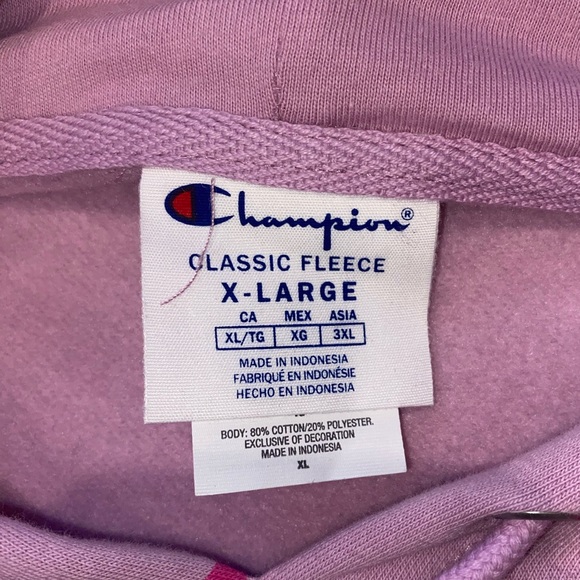 Champion®
CLASSIC FLEECE
X-LARGE
CA MEX ASIA
XL/TG XG 3XL
MADE IN INDONESIA
FABRIQUÉ EN INDONÉSIE
HECHO EN INDONESIA
BODY: 80% COTTON/20% POLYESTER.
EXCLUSIVE OF DECORATION
MADE IN INDONESIA
XL